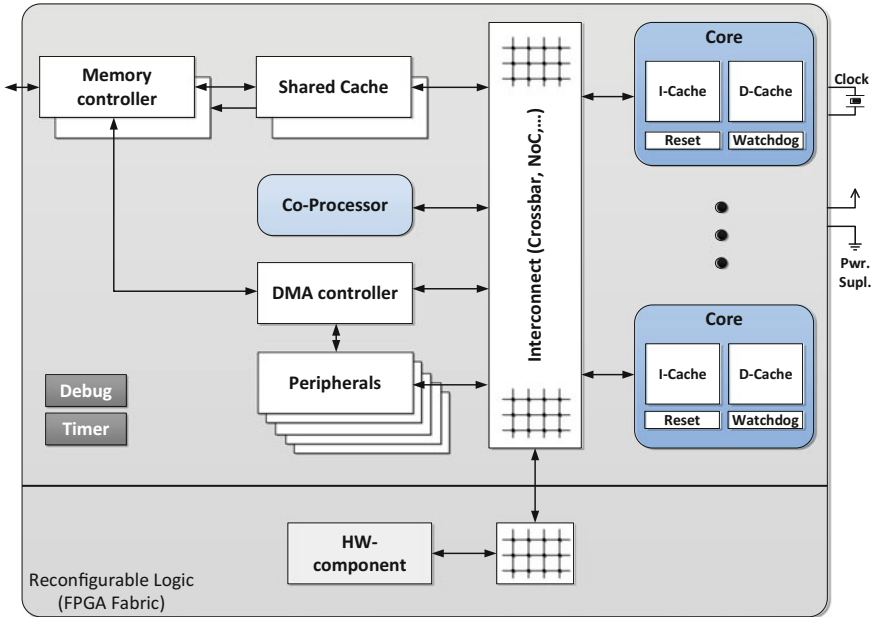 Memory
controller
Shared Cache
Co-Processor
DMA controller
Peripherals
Debug
Timer
Interconnect (Crossbar, NoC,...)
Core
I-Cache
D-Cache
Reset
Watchdog
Core
I-Cache
D-Cache
Reset
Watchdog
Clock
Pwr.
Supl.
HW-
component
Reconfigurable Logic
(FPGA Fabric)